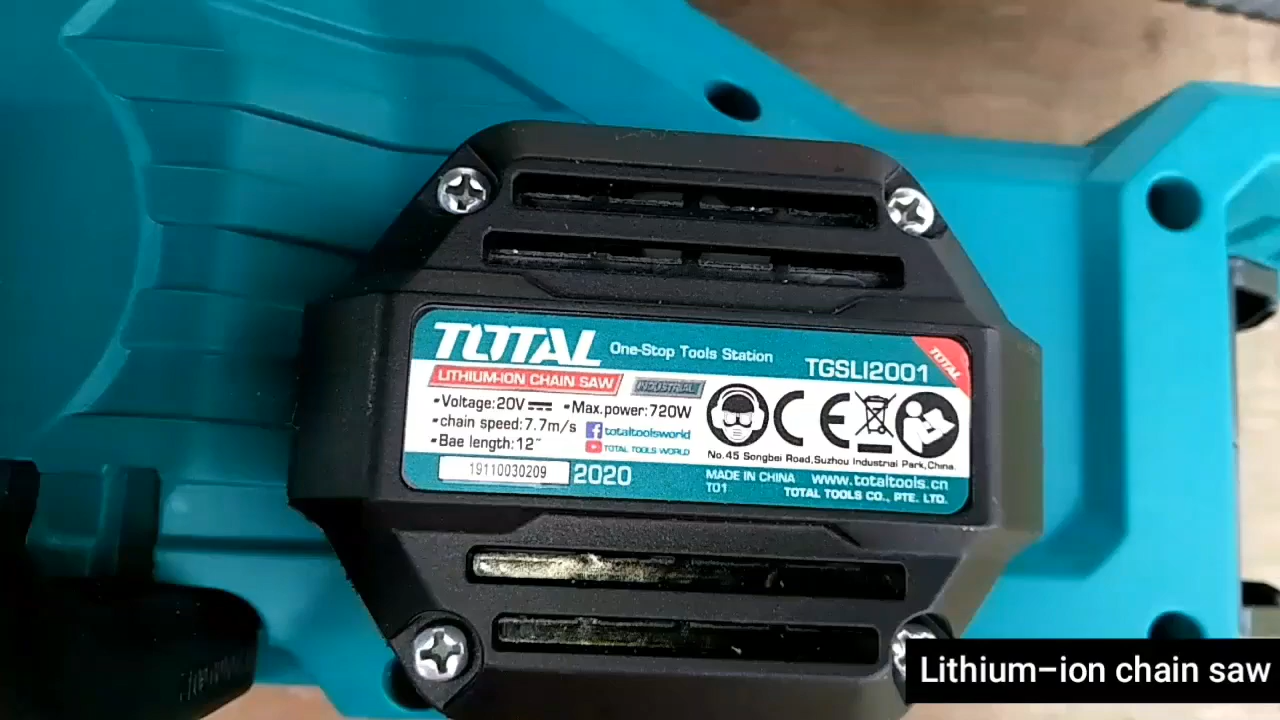 TOTAL One-Stop Tools Station TGSLI2001
TOTAL
LITHIUM-ION CHAIN SAW INDUSTRIAL
•Voltage:20V •Max.power:720W
•chain speed:7.7m/s totaltoolsworld
•Bae length:12" TOTAL TOOLS WORLD
No.45 Songbei Road,Suzhou Industrial Park,China.
19110030209 2020
MADE IN CHINA www.totaltools.cn
T01 TOTAL TOOLS CO., PTE. LTD.
Lithium-ion chain saw